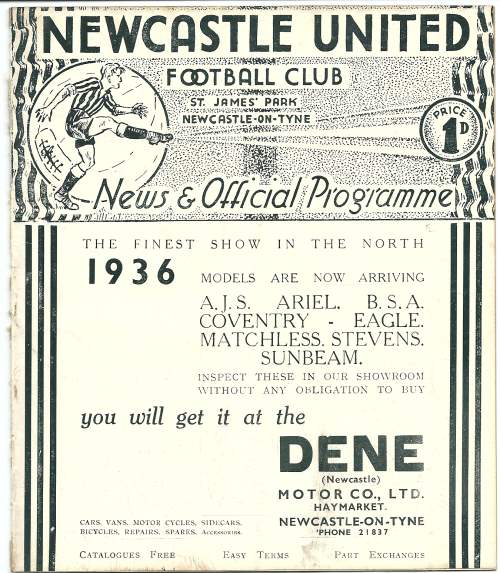 NEWCASTLE UNITED
FOOTBALL CLUB
ST. JAMES' PARK
NEWCASTLE-ON-TYNE
PRICE
1D
News & Official Programme
THE FINEST SHOW IN THE NORTH
1936 MODELS ARE NOW ARRIVING
A.J.S. ARIEL. B.S.A.
COVENTRY - EAGLE.
MATCHLESS. STEVENS.
SUNBEAM.
INSPECT THESE IN OUR SHOWROOM
WITHOUT ANY OBLIGATION TO BUY
you will get it at the
DENE
(Newcastle)
MOTOR CO., LTD.
HAYMARKET.
NEWCASTLE-ON-TYNE
'PHONE 21837
CARS, VANS, MOTOR CYCLES, SIDECARS,
BICYCLES, REPAIRS, SPARES, Accessories.
CATALOGUES FREE EASY TERMS PART EXCHANGES